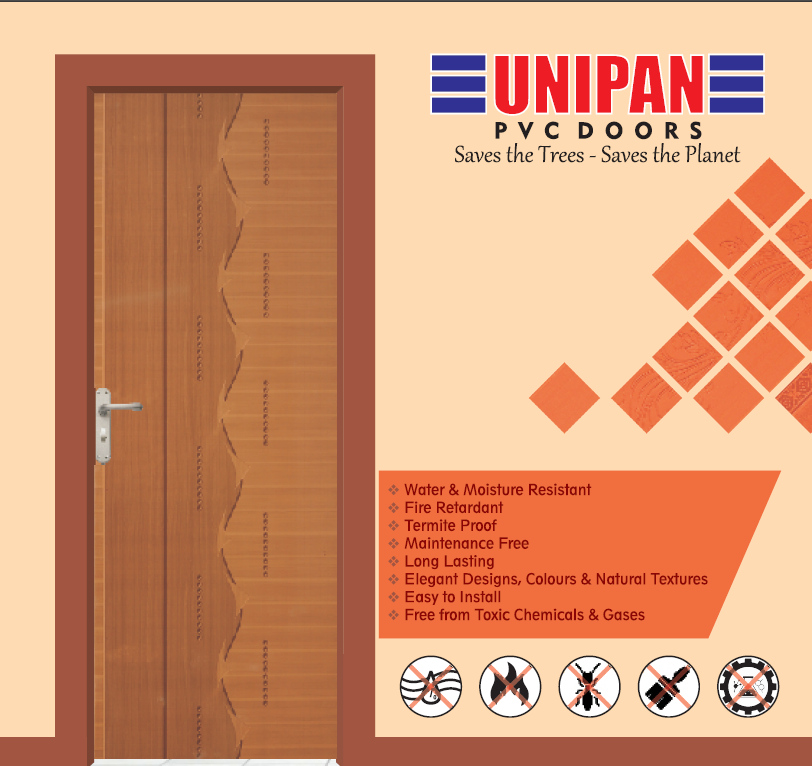 UNIPAN
PVC DOORS
Saves the Trees - Saves the Planet
Water & Moisture Resistant
Fire Retardant
Termite Proof
Maintenance Free
Long Lasting
Elegant Designs, Colours & Natural Textures
Easy to Install
Free from Toxic Chemicals & Gases